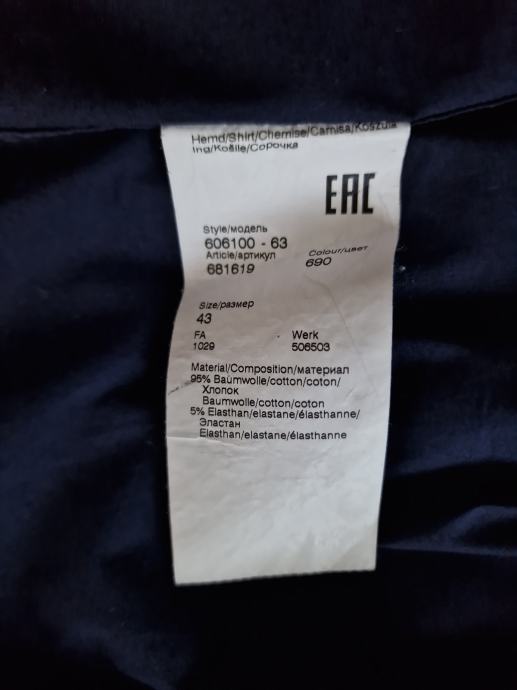 Hemd/Shirt/Chemise/Camisa/Koszula
ing/Košile/Сорочка
EAC
Style/модель
606100 - 63
Article/артикул
681619
Colour/цвет
690
Size/размер
43
FA
1029
Werk
506503
Material/Composition/материал
95% Baumwolle/cotton/coton/
Хлопок
Baumwolle/cotton/coton
5% Elasthan/elastane/élasthanne/
Эластан
Elasthan/elastane/élasthanne